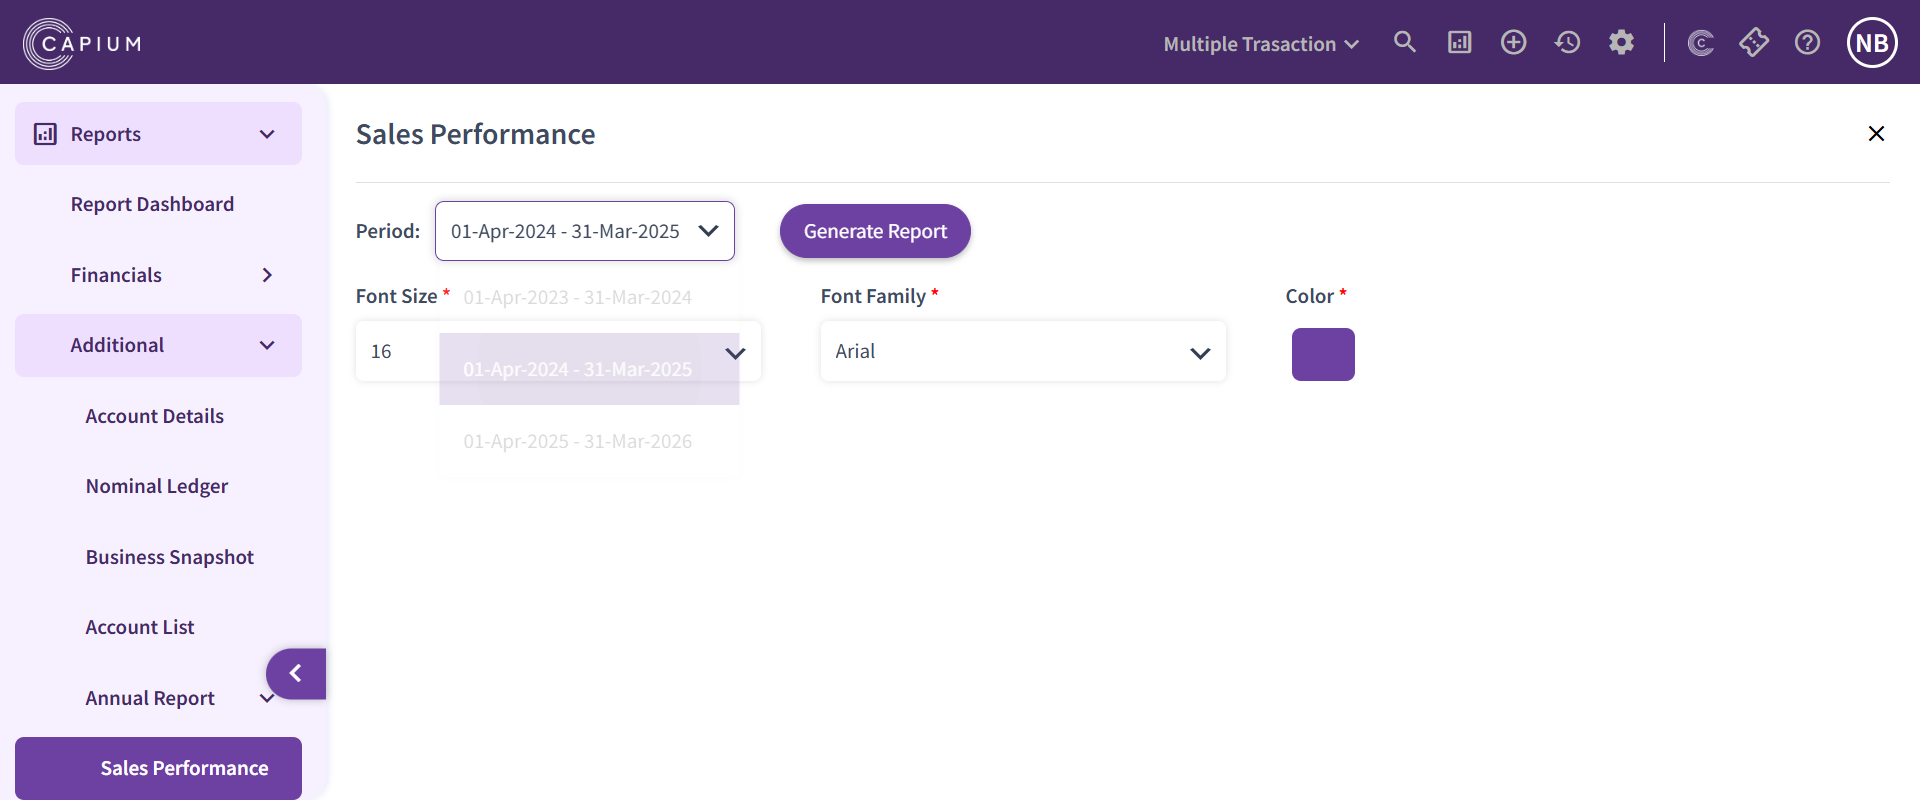 CAPIUM
Multiple Trasaction
C
NB
Reports
Report Dashboard
Financials
Additional
Account Details
Nominal Ledger
Business Snapshot
Account List
Annual Report
Sales Performance
Sales Performance
Period: 01-Apr-2024 - 31-Mar-2025 Generate Report
Font Size * Font Family * Color *
01-Apr-2023 - 31-Mar-2024
16 Arial
01-Apr-2024 - 31-Mar-2025
01-Apr-2025 - 31-Mar-2026